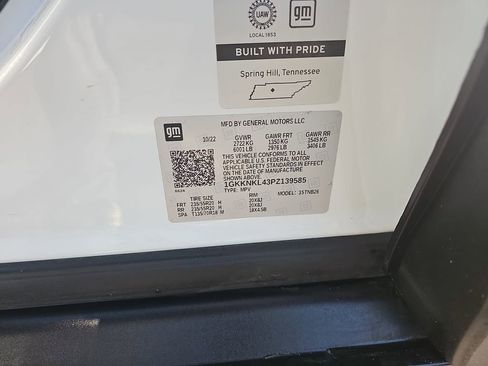 UAW
gm
LOCAL 1853
BUILT WITH PRIDE
Spring Hill, Tennessee
MFD BY GENERAL MOTORS LLC
gm
10/22 GVWR GAWR FRT GAWR RR
2722 KG 1350 KG 1545 KG
6001 LB 2976 LB 3406 LB
THIS VEHICLE CONFORMS TO ALL
APPLICABLE U.S. FEDERAL MOTOR
VEHICLE SAFETY STANDARDS IN EFFECT
ON THE DATE OF MANUFACTURE
SHOWN ABOVE.
1GKKNKL43PZ139585
TYPE: MPV MODEL: 35TNB26
TIRE SIZE RIM
FRT 235/55R20 H 20X8J
RR 235/55R20 H 20X8J
SPA T135/70R18 M 18X4.5B